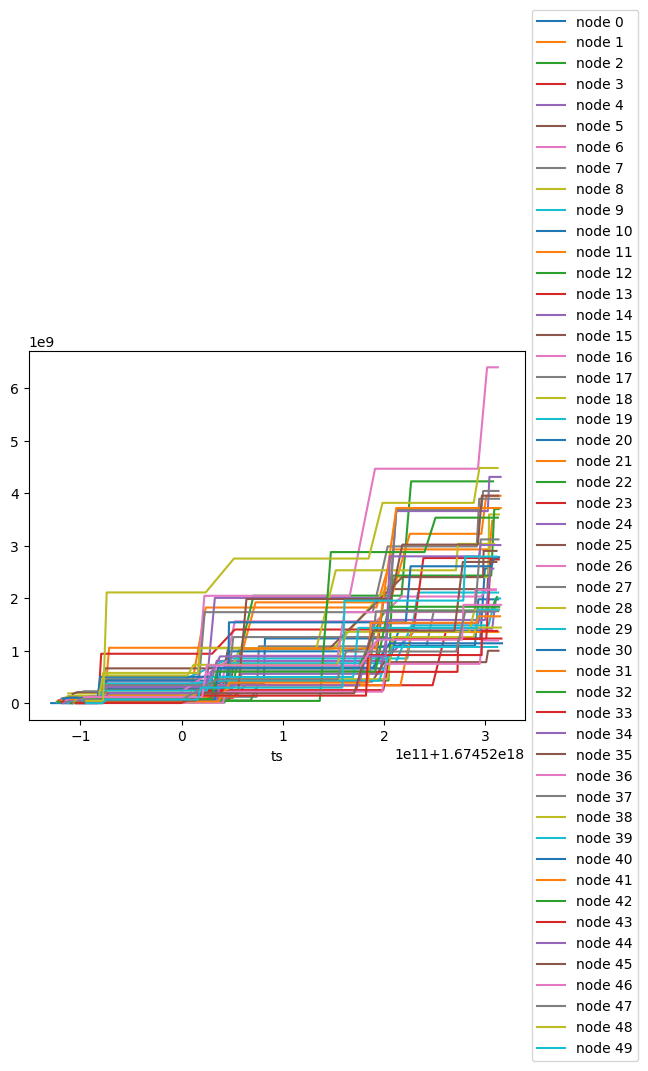 1e9
6
5
4
3
2
1
0
−1
0
1
2
3
1e11+1.67452e18
ts
node 0
node 1
node 2
node 3
node 4
node 5
node 6
node 7
node 8
node 9
node 10
node 11
node 12
node 13
node 14
node 15
node 16
node 17
node 18
node 19
node 20
node 21
node 22
node 23
node 24
node 25
node 26
node 27
node 28
node 29
node 30
node 31
node 32
node 33
node 34
node 35
node 36
node 37
node 38
node 39
node 40
node 41
node 42
node 43
node 44
node 45
node 46
node 47
node 48
node 49